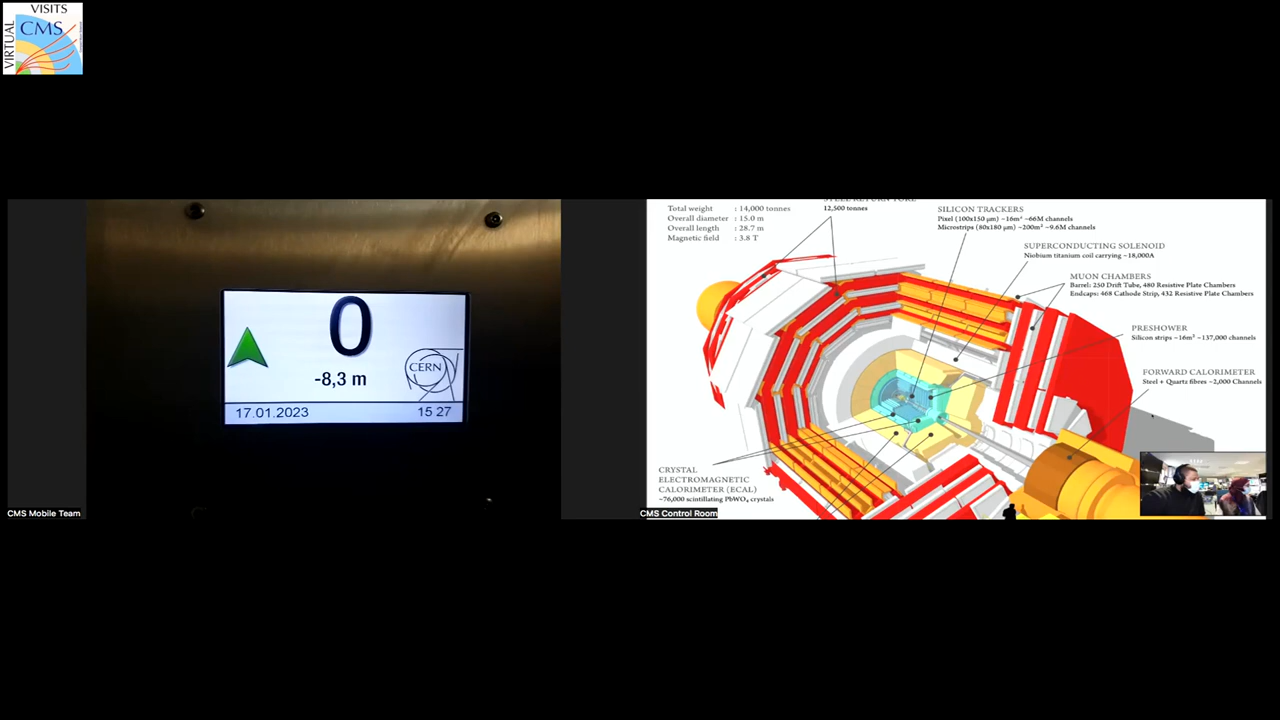 VISITS
CMS
VIRTUAL
0
-8,3 m
CERN
17.01.2023
15 27
CMS Mobile Team
Total weight : 14,000 tonnes
Overall diameter : 15.0 m
Overall length : 28.7 m
Magnetic field : 3.8 T
STEEL RETURN YOKE
12,500 tonnes
SILICON TRACKERS
Pixel (100x150 μm) ~16m² ~66M channels
Microstrips (80x180 μm) ~200m² ~9.6M channels
SUPERCONDUCTING SOLENOID
Niobium titanium coil carrying ~18,000A
MUON CHAMBERS
Barrel: 250 Drift Tube, 480 Resistive Plate Chambers
Endcaps: 468 Cathode Strip, 432 Resistive Plate Chambers
PRESHOWER
Silicon strips ~16m² ~137,000 channels
FORWARD CALORIMETER
Steel + Quartz fibres ~2,000 Channels
CRYSTAL
ELECTROMAGNETIC
CALORIMETER (ECAL)
~76,000 scintillating PbWO₄ crystals
CMS Control Room